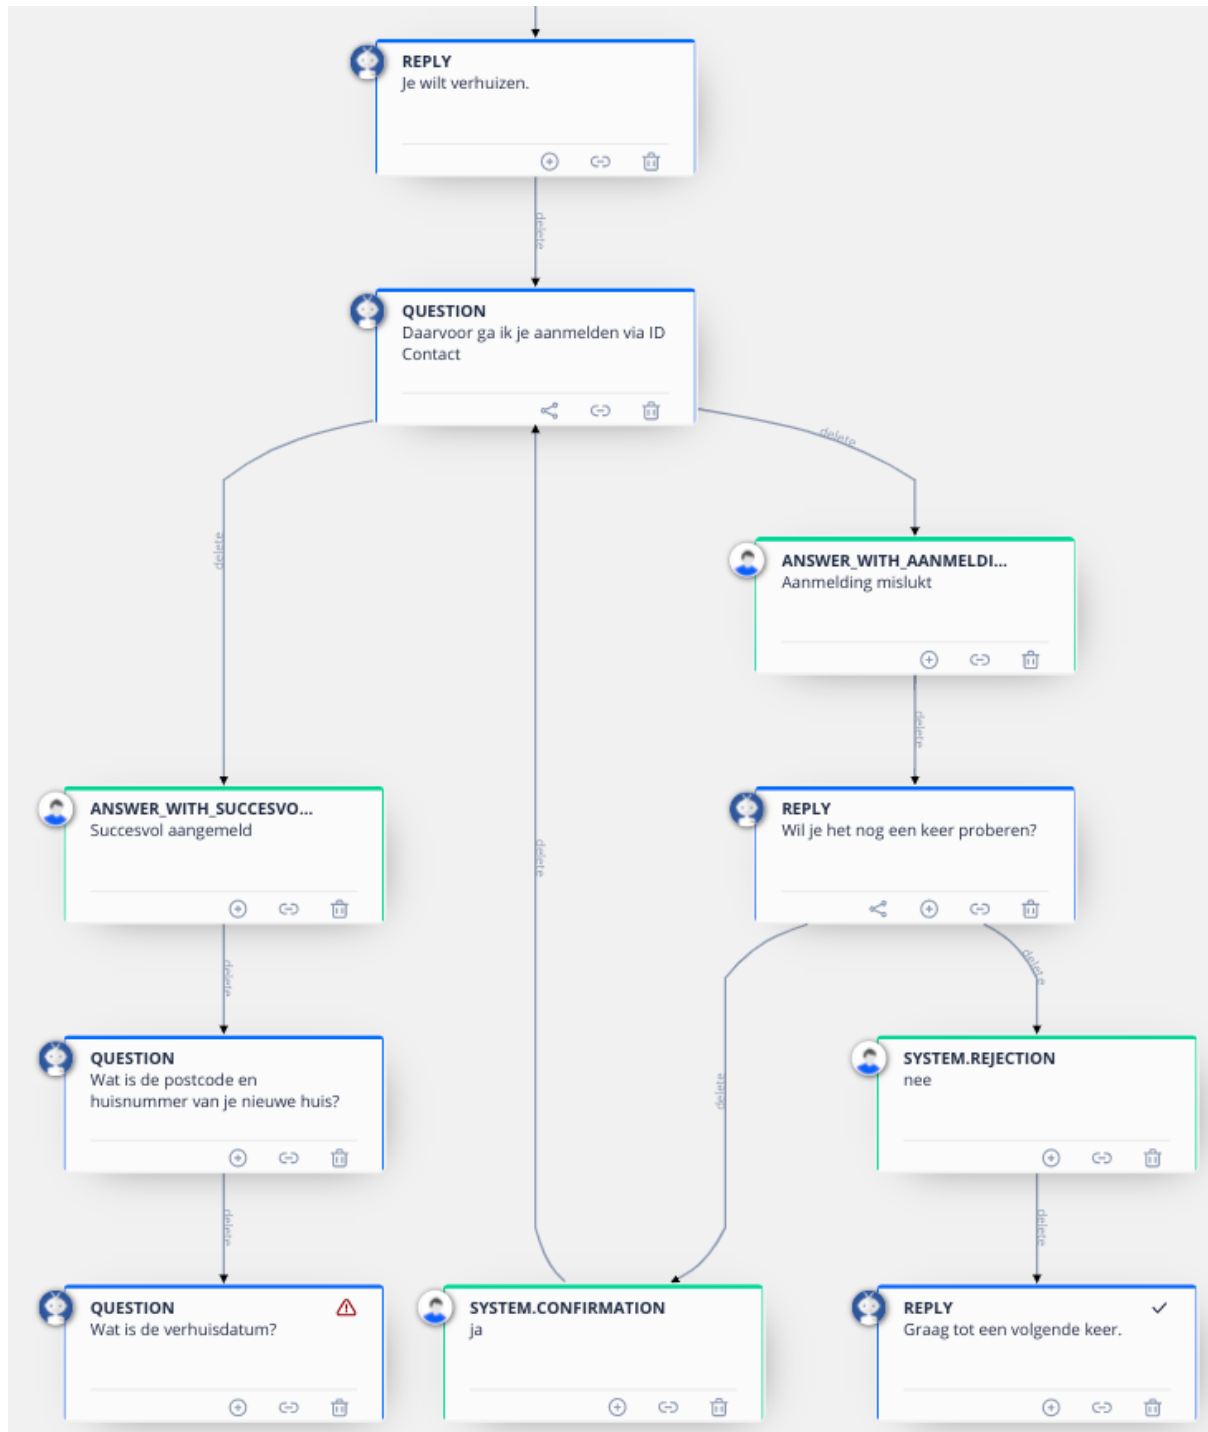 REPLY
Je wilt verhuizen.
delete
QUESTION
Daarvoor ga ik je aanmelden via ID
Contact
delete
delete
ANSWER_WITH_AANMELDI...
Aanmelding mislukt
delete
ANSWER_WITH_SUCCESVO...
Succesvol aangemeld
delete
REPLY
Wil je het nog een keer proberen?
delete
delete
delete
QUESTION
Wat is de postcode en
huisnummer van je nieuwe huis?
delete
SYSTEM.REJECTION
nee
delete
delete
QUESTION
Wat is de verhuisdatum?
SYSTEM.CONFIRMATION
ja
REPLY
Graag tot een volgende keer.